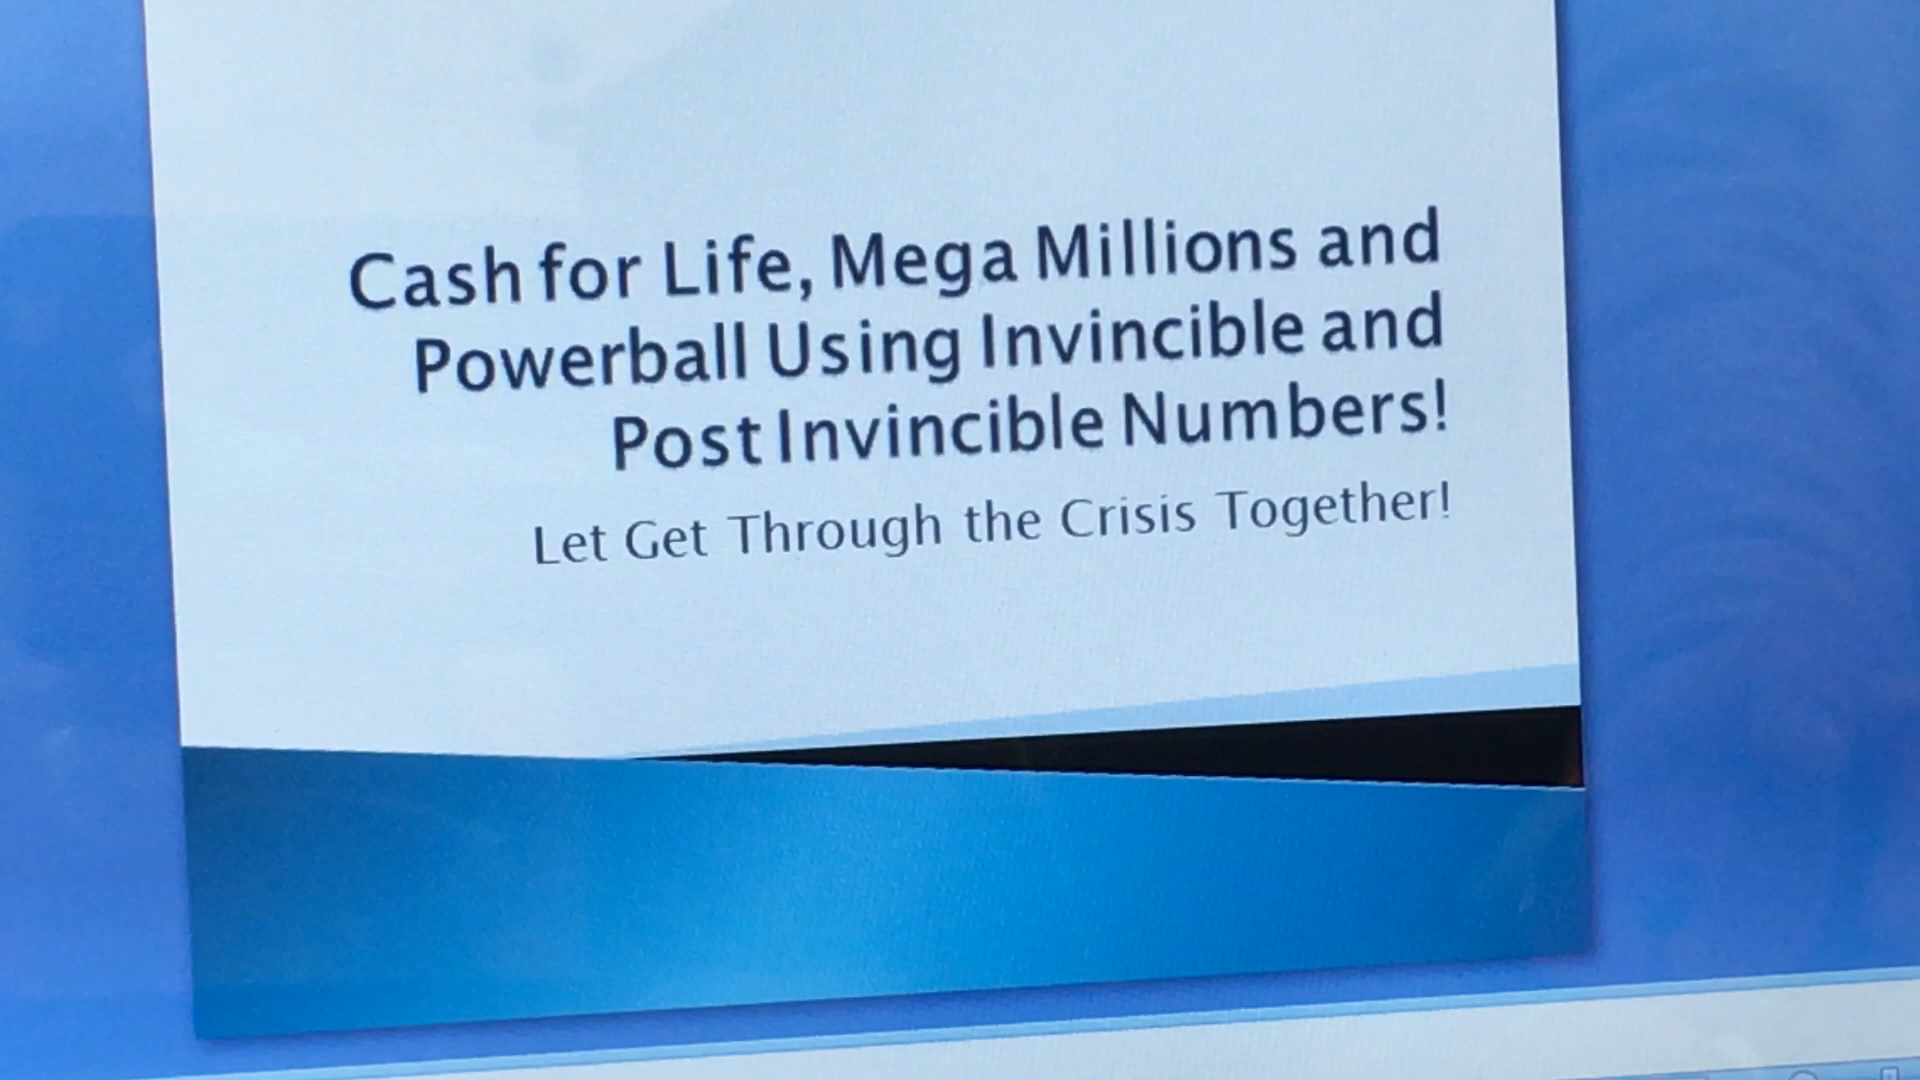 Cash for Life, Mega Millions and
Powerball Using Invincible and
Post Invincible Numbers!
Let Get Through the Crisis Together!